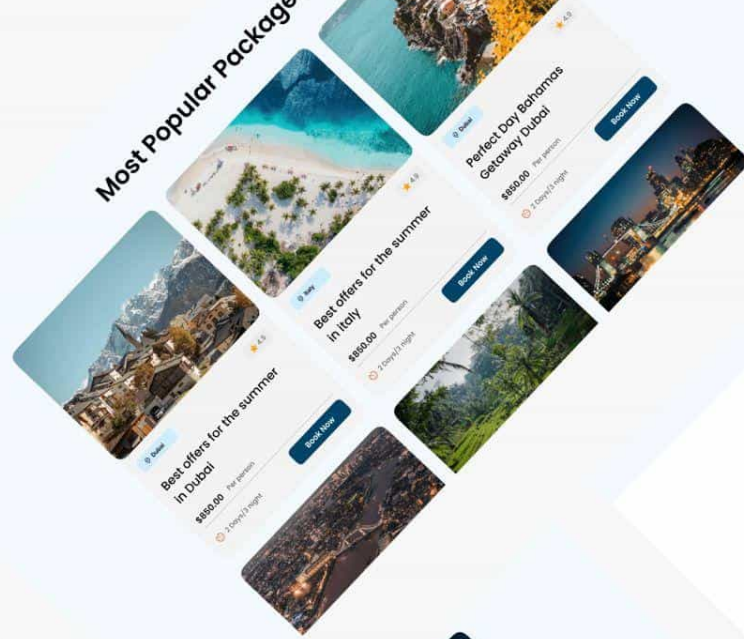 Most Popular Package
4.9
Dubai
Best offers for the summer
in Dubai
$850.00 Per person
2 Days/3 night
Book Now
4.9
Italy
Best offers for the summer
in italy
$850.00 Per person
2 Days/3 night
Book Now
4.9
Dubai
Perfect Day Bahamas
Getaway Dubai
$850.00 Per person
2 Days/3 night
Book Now